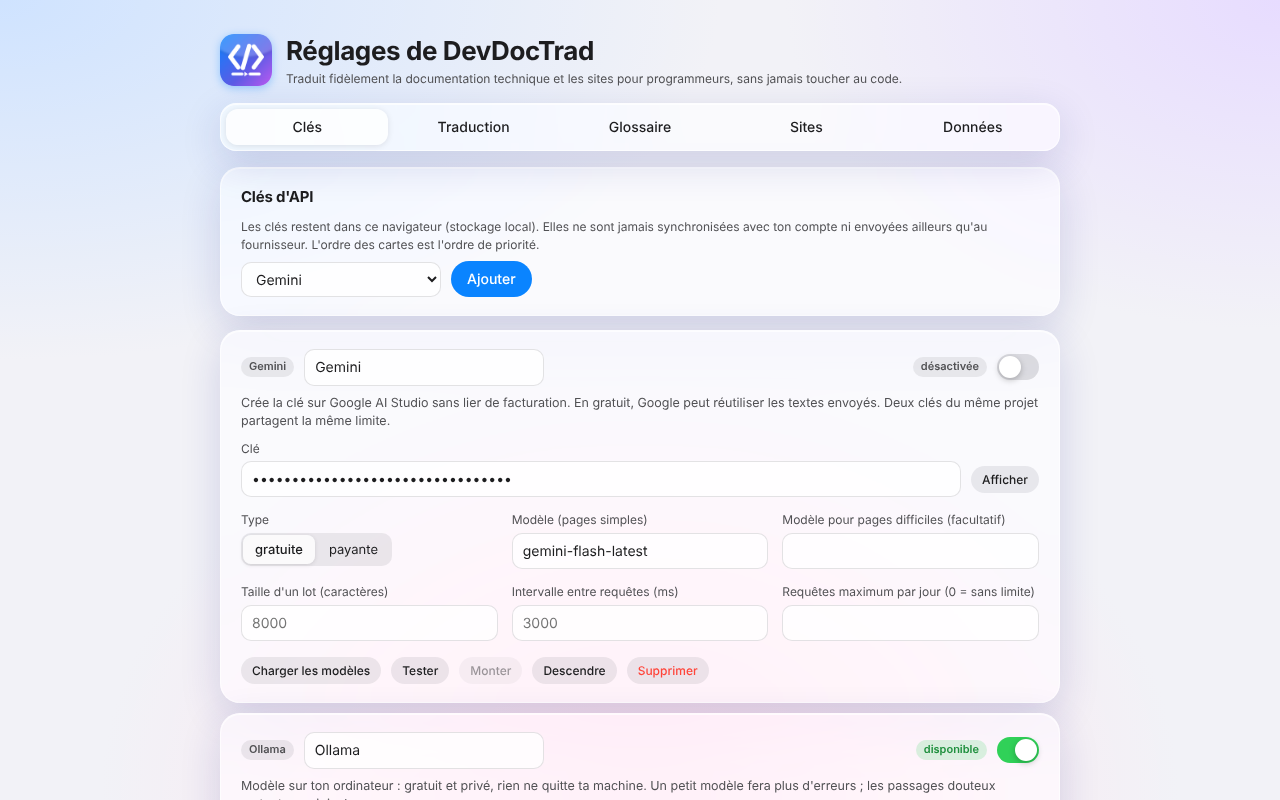 Réglages de DevDocTrad
Traduit fidèlement la documentation technique et les sites pour programmeurs, sans jamais toucher au code.
Clés
Traduction
Glossaire
Sites
Données
Clés d'API
Les clés restent dans ce navigateur (stockage local). Elles ne sont jamais synchronisées avec ton compte ni envoyées ailleurs qu'au
fournisseur. L'ordre des cartes est l'ordre de priorité.
Gemini
Ajouter
Gemini
Gemini
désactivée
Crée la clé sur Google AI Studio sans lier de facturation. En gratuit, Google peut réutiliser les textes envoyés. Deux clés du même projet
partagent la même limite.
Clé
••••••••••••••••••••••••••••••••
Afficher
Type
Modèle (pages simples)
Modèle pour pages difficiles (facultatif)
gratuite
payante
gemini-flash-latest
Taille d'un lot (caractères)
Intervalle entre requêtes (ms)
Requêtes maximum par jour (0 = sans limite)
8000
3000
Charger les modèles
Tester
Monter
Descendre
Supprimer
Ollama
Ollama
disponible
Modèle sur ton ordinateur : gratuit et privé, rien ne quitte ta machine. Un petit modèle fera plus d'erreurs ; les passages douteux